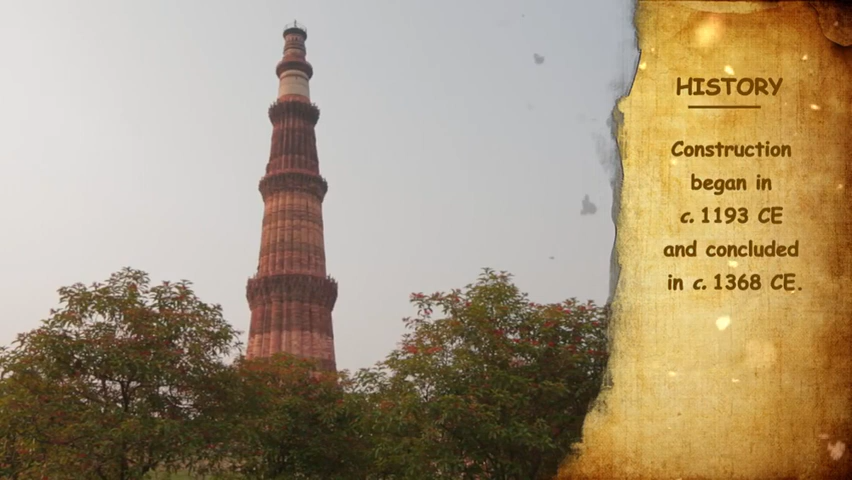 HISTORY
Construction
began in
c. 1193 CE
and concluded
in c. 1368 CE.